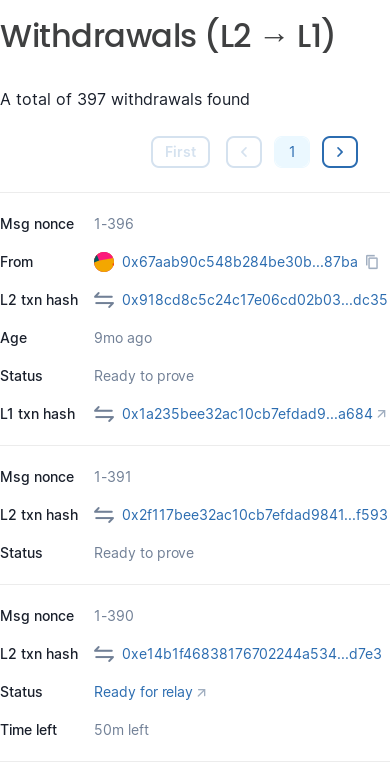 Withdrawals (L2 → L1)
A total of 397 withdrawals found
First 1
Msg nonce 1-396
From 0x67aab90c548b284be30b...87ba
L2 txn hash 0x918cd8c5c24c17e06cd02b03...dc35
Age 9mo ago
Status Ready to prove
L1 txn hash 0x1a235bee32ac10cb7efdad9...a684
Msg nonce 1-391
L2 txn hash 0x2f117bee32ac10cb7efdad9841...f593
Status Ready to prove
Msg nonce 1-390
L2 txn hash 0xe14b1f46838176702244a534...d7e3
Status Ready for relay
Time left 50m left